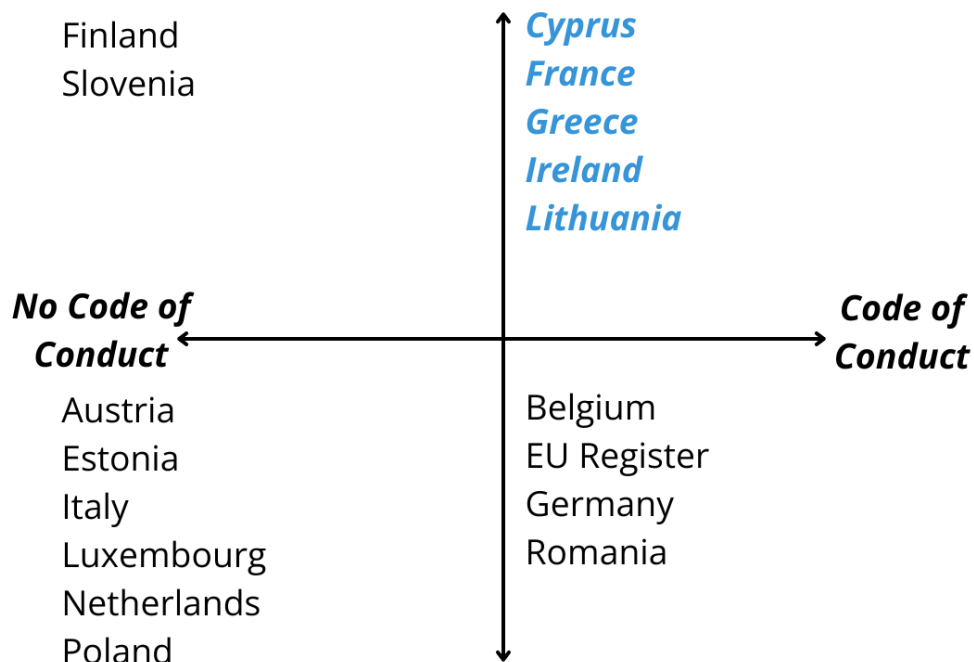 Finland
Slovenia
Cyprus
France
Greece
Ireland
Lithuania
No Code of
Conduct
Code of
Conduct
Austria
Estonia
Italy
Luxembourg
Netherlands
Poland
Belgium
EU Register
Germany
Romania